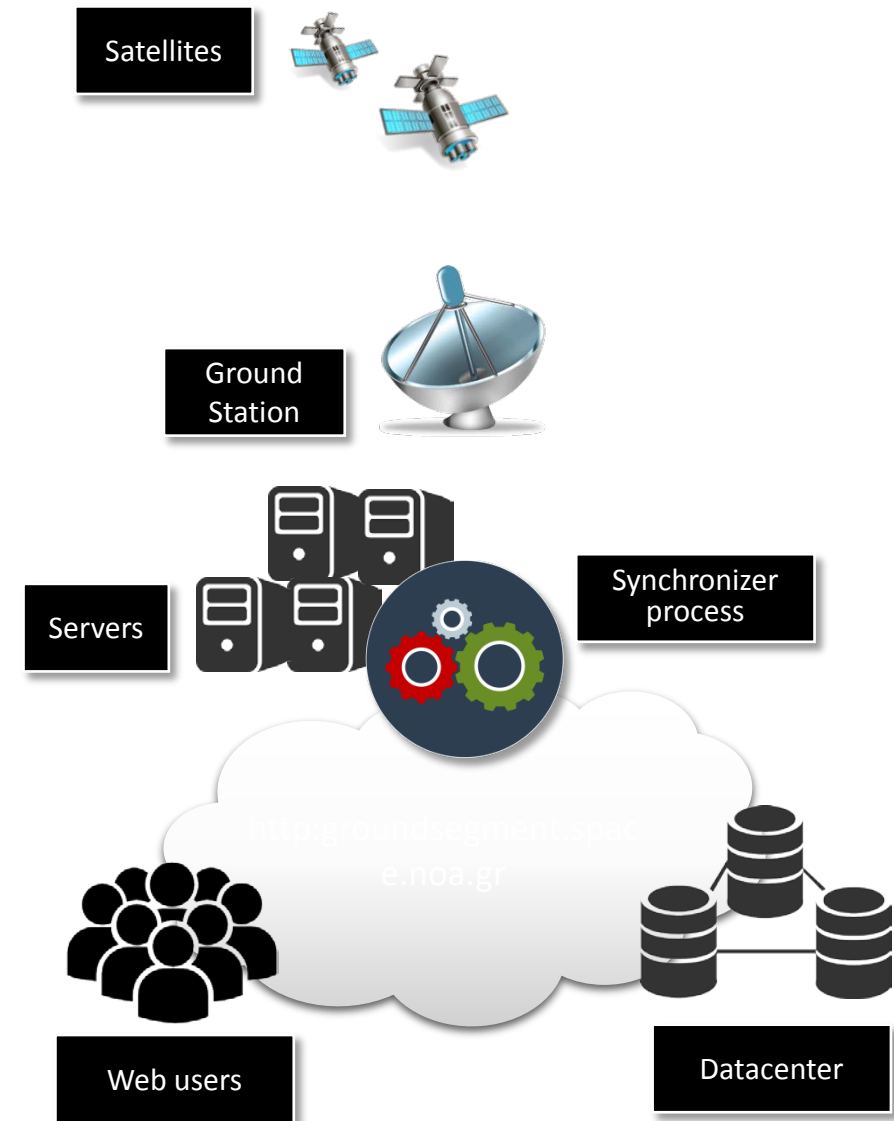 Satellites
Ground
Station
Synchronizer
process
Servers
http:groundsegment.spac
e.noa.gr
Web users
Datacenter